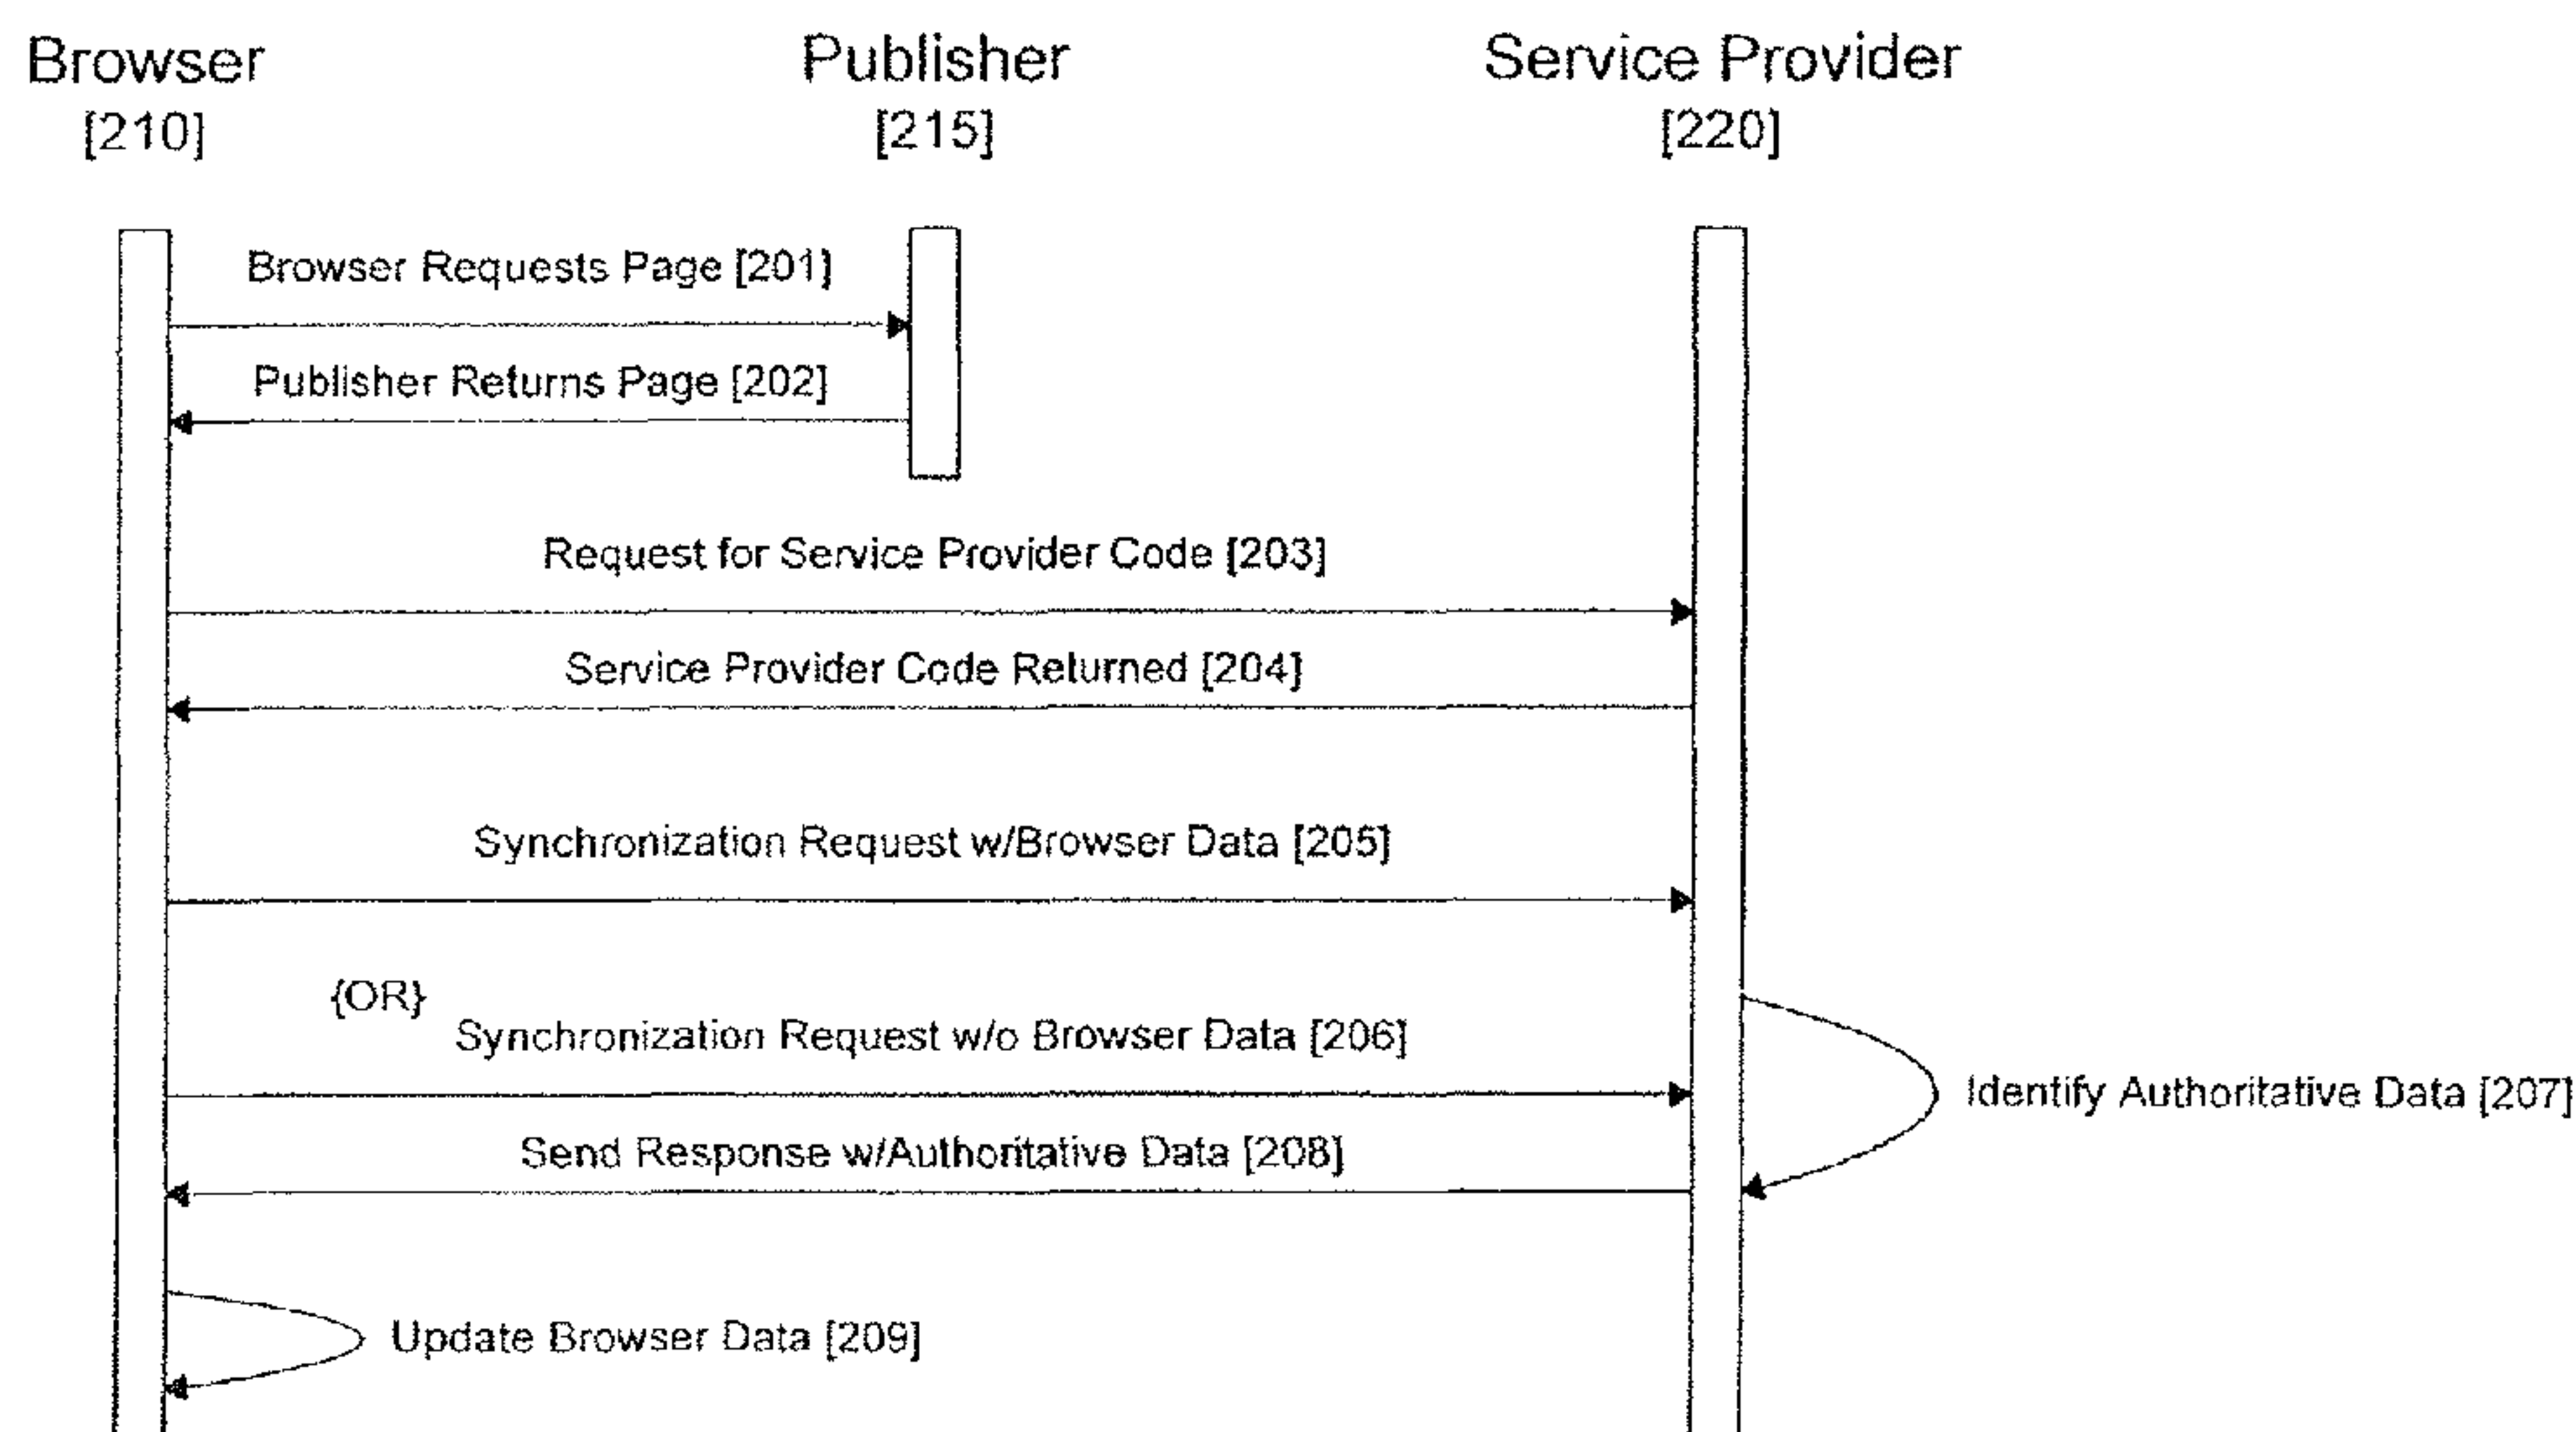 Browser
[210]
Publisher
[215]
Service Provider
[220]
Browser Requests Page [201]
Publisher Returns Page [202]
Request for Service Provider Code [203]
Service Provider Code Returned [204]
Synchronization Request w/Browser Data [205]
{OR}
Synchronization Request w/o Browser Data [206]
Identify Authoritative Data [207]
Send Response w/Authoritative Data [208]
Update Browser Data [209]